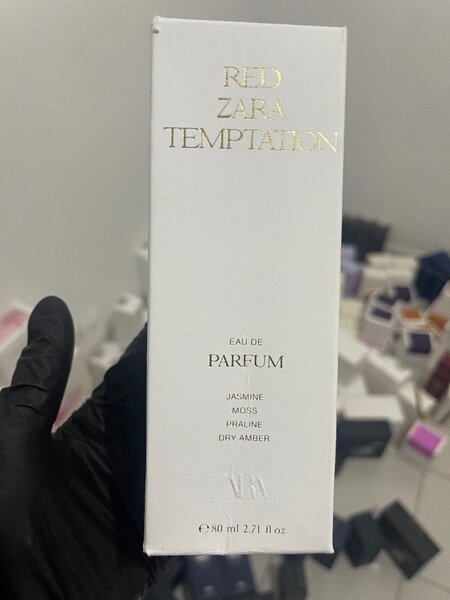 RED
ZARA
TEMPTATION
EAU DE
PARFUM
JASMINE
MOSS
PRALINE
DRY AMBER
ZARA
℮ 80 ml 2.71 fl oz